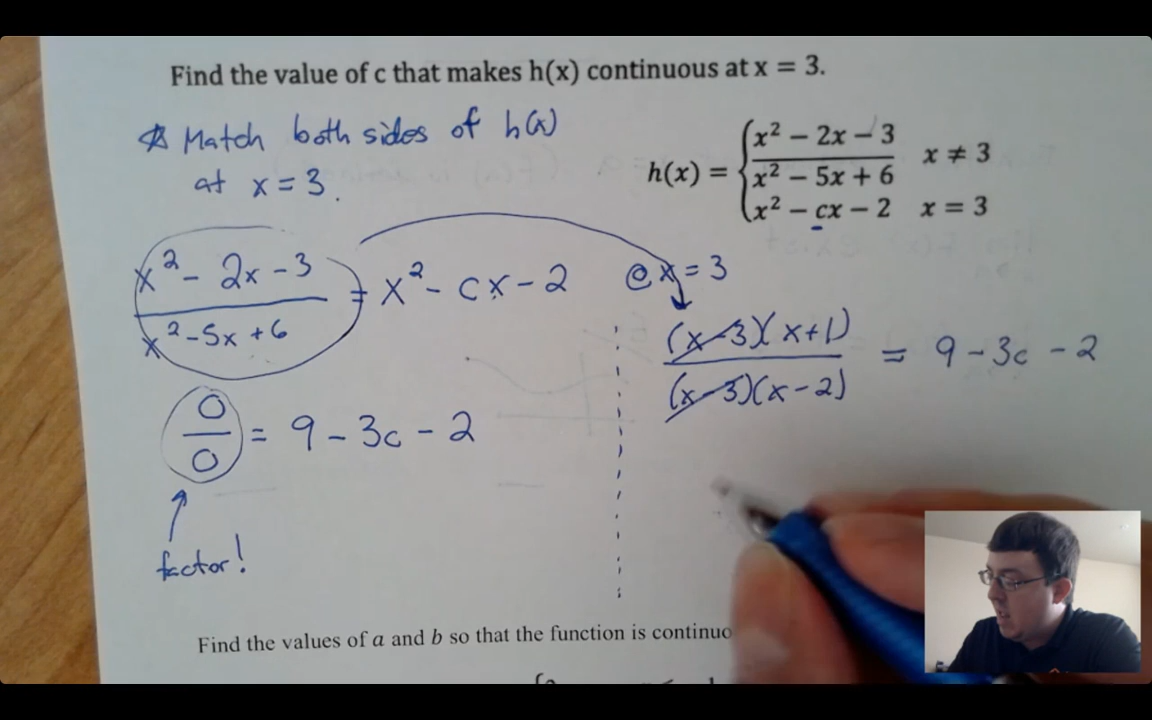 Find the value of c that makes h(x) continuous at x = 3.
☆ Match both sides of h(x)
at x = 3.
h(x) = { (x² − 2x − 3)/(x² − 5x + 6)   x ≠ 3
x² − cx − 2   x = 3
(x² - 2x - 3)/(x² - 5x + 6) = x² - cx - 2   @ x = 3
0/0 = 9 - 3c - 2
factor!
(x-3)(x+1)/(x-3)(x-2) = 9 - 3c - 2
Find the values of a and b so that the function is continuo